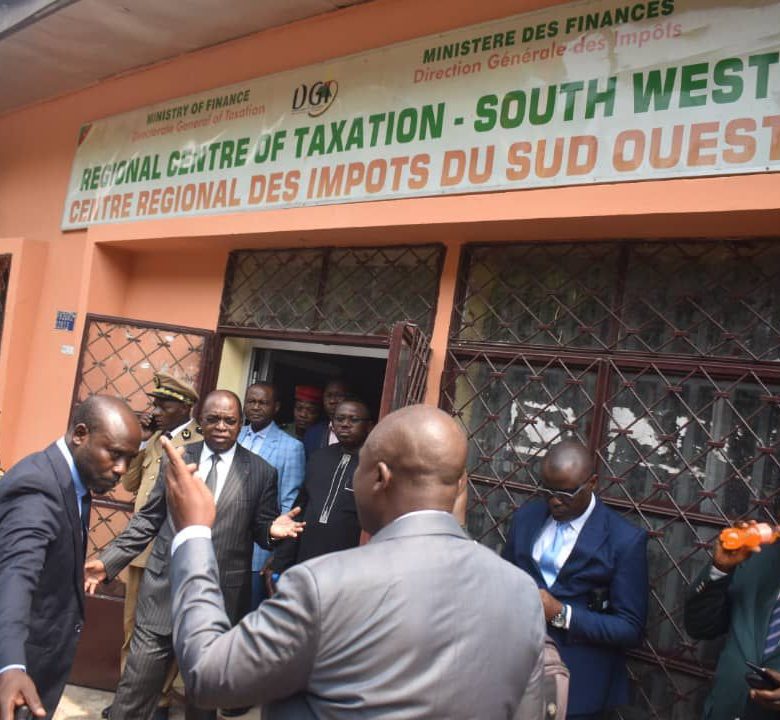 MINISTRY OF FINANCE
Directorate General of Taxation
DGI
MINISTERE DES FINANCES
Direction Générale des Impôts
REGIONAL CENTRE OF TAXATION - SOUTH WEST
CENTRE REGIONAL DES IMPOTS DU SUD OUEST